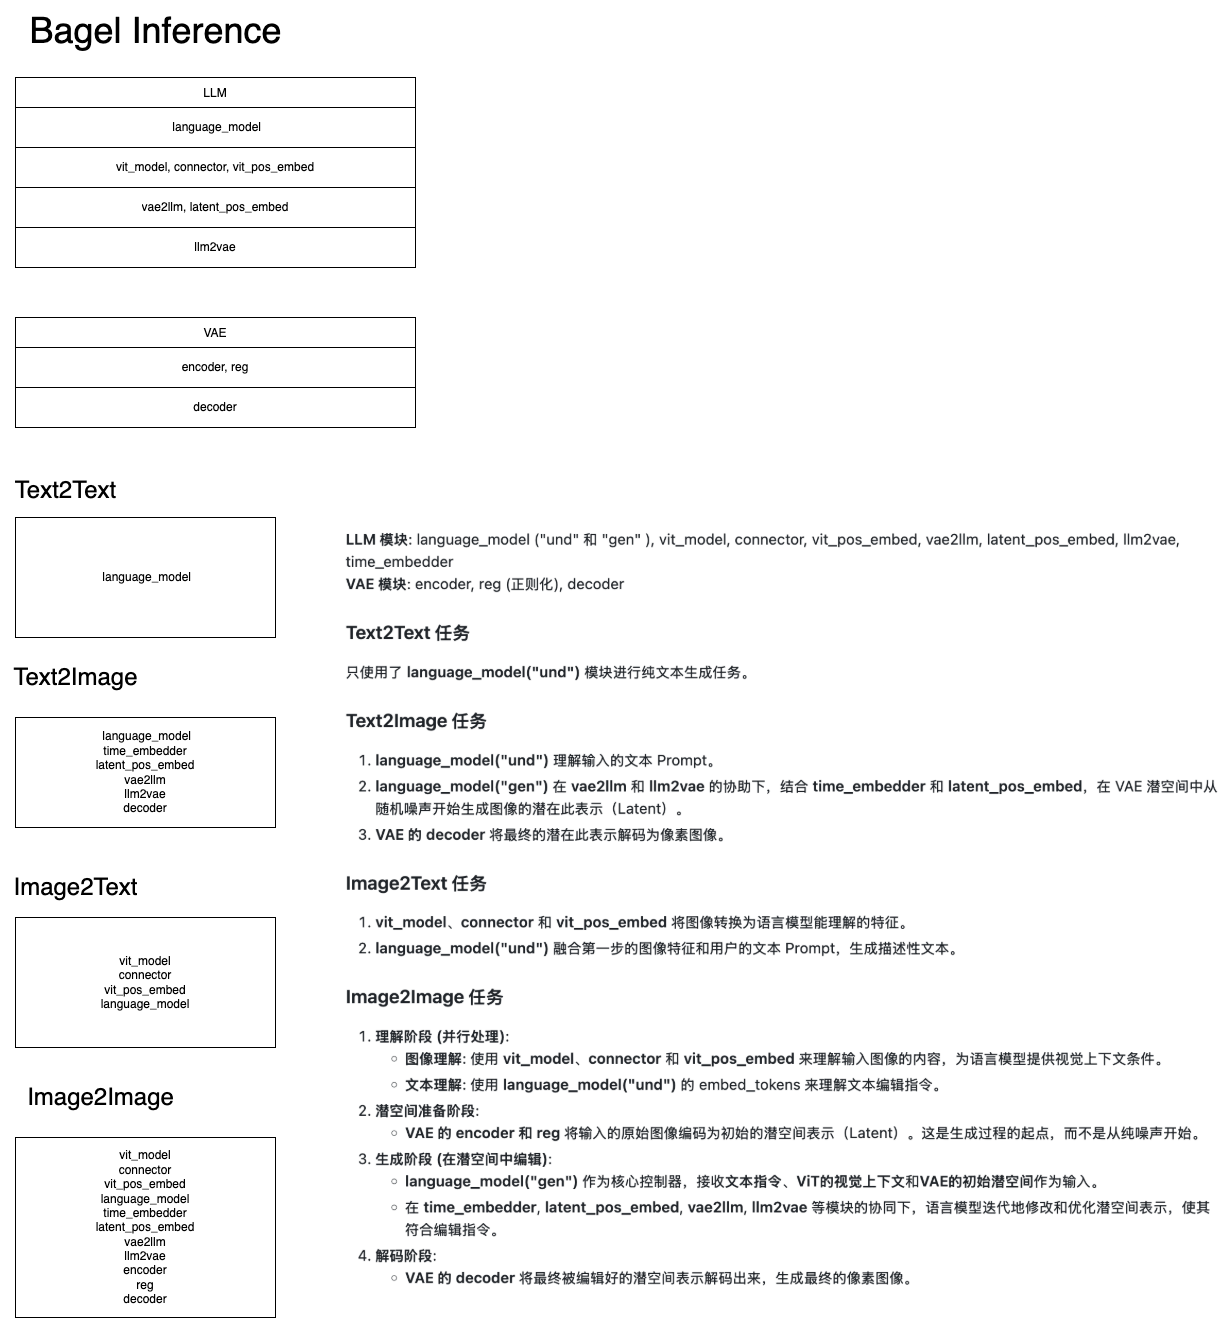 Bagel Inference
LLM
language_model
vit_model, connector, vit_pos_embed
vae2llm, latent_pos_embed
llm2vae
VAE
encoder, reg
decoder
Text2Text
language_model
Text2Image
language_model
time_embedder
latent_pos_embed
vae2llm
llm2vae
decoder
Image2Text
vit_model
connector
vit_pos_embed
language_model
Image2Image
vit_model
connector
vit_pos_embed
language_model
time_embedder
latent_pos_embed
vae2llm
llm2vae
encoder
reg
decoder
LLM 模块: language_model ("und" 和 "gen" ), vit_model, connector, vit_pos_embed, vae2llm, latent_pos_embed, llm2vae,
time_embedder
VAE 模块: encoder, reg (正则化), decoder
Text2Text 任务
只使用了 language_model("und") 模块进行纯文本生成任务。
Text2Image 任务
1. language_model("und") 理解输入的文本 Prompt。
2. language_model("gen") 在 vae2llm 和 llm2vae 的协助下，结合 time_embedder 和 latent_pos_embed，在 VAE 潜空间中从
随机噪声开始生成图像的潜在此表示（Latent）。
3. VAE 的 decoder 将最终的潜在此表示解码为像素图像。
Image2Text 任务
1. vit_model、connector 和 vit_pos_embed 将图像转换为语言模型能理解的特征。
2. language_model("und") 融合第一步的图像特征和用户的文本 Prompt，生成描述性文本。
Image2Image 任务
1. 理解阶段 (并行处理):
○ 图像理解: 使用 vit_model、connector 和 vit_pos_embed 来理解输入图像的内容，为语言模型提供视觉上下文条件。
○ 文本理解: 使用 language_model("und") 的 embed_tokens 来理解文本编辑指令。
2. 潜空间准备阶段:
○ VAE 的 encoder 和 reg 将输入的原始图像编码为初始的潜空间表示（Latent）。这是生成过程的起点，而不是从纯噪声开始。
3. 生成阶段 (在潜空间中编辑):
○ language_model("gen") 作为核心控制器，接收文本指令、ViT的视觉上下文和VAE的初始潜空间作为输入。
○ 在 time_embedder, latent_pos_embed, vae2llm, llm2vae 等模块的协同下，语言模型迭代地修改和优化潜空间表示，使其
符合编辑指令。
4. 解码阶段:
○ VAE 的 decoder 将最终被编辑好的潜空间表示解码出来，生成最终的像素图像。